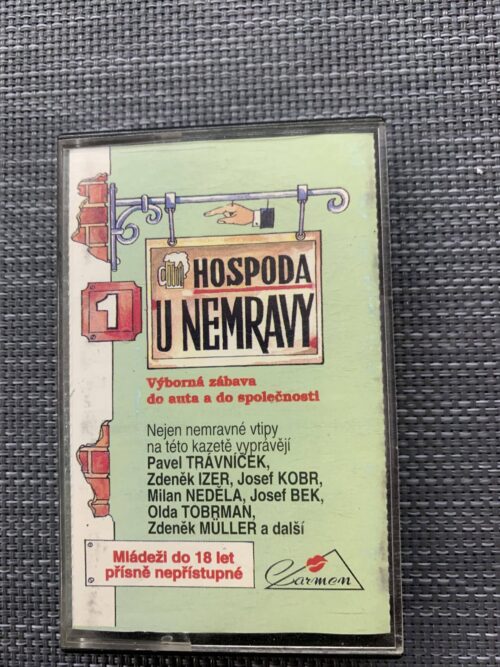 HOSPODA
U NEMRAVY
1
Výborná zábava
do auta a do společnosti
Nejen nemravné vtipy
na této kazetě vyprávějí
Pavel TRÁVNÍČEK,
Zdeněk IZER, Josef KOBR,
Milan NEDĚLA, Josef BEK,
Olda TOBRMAN,
Zdeněk MÜLLER a další
Mládeži do 18 let
přísně nepřístupné
Carmen